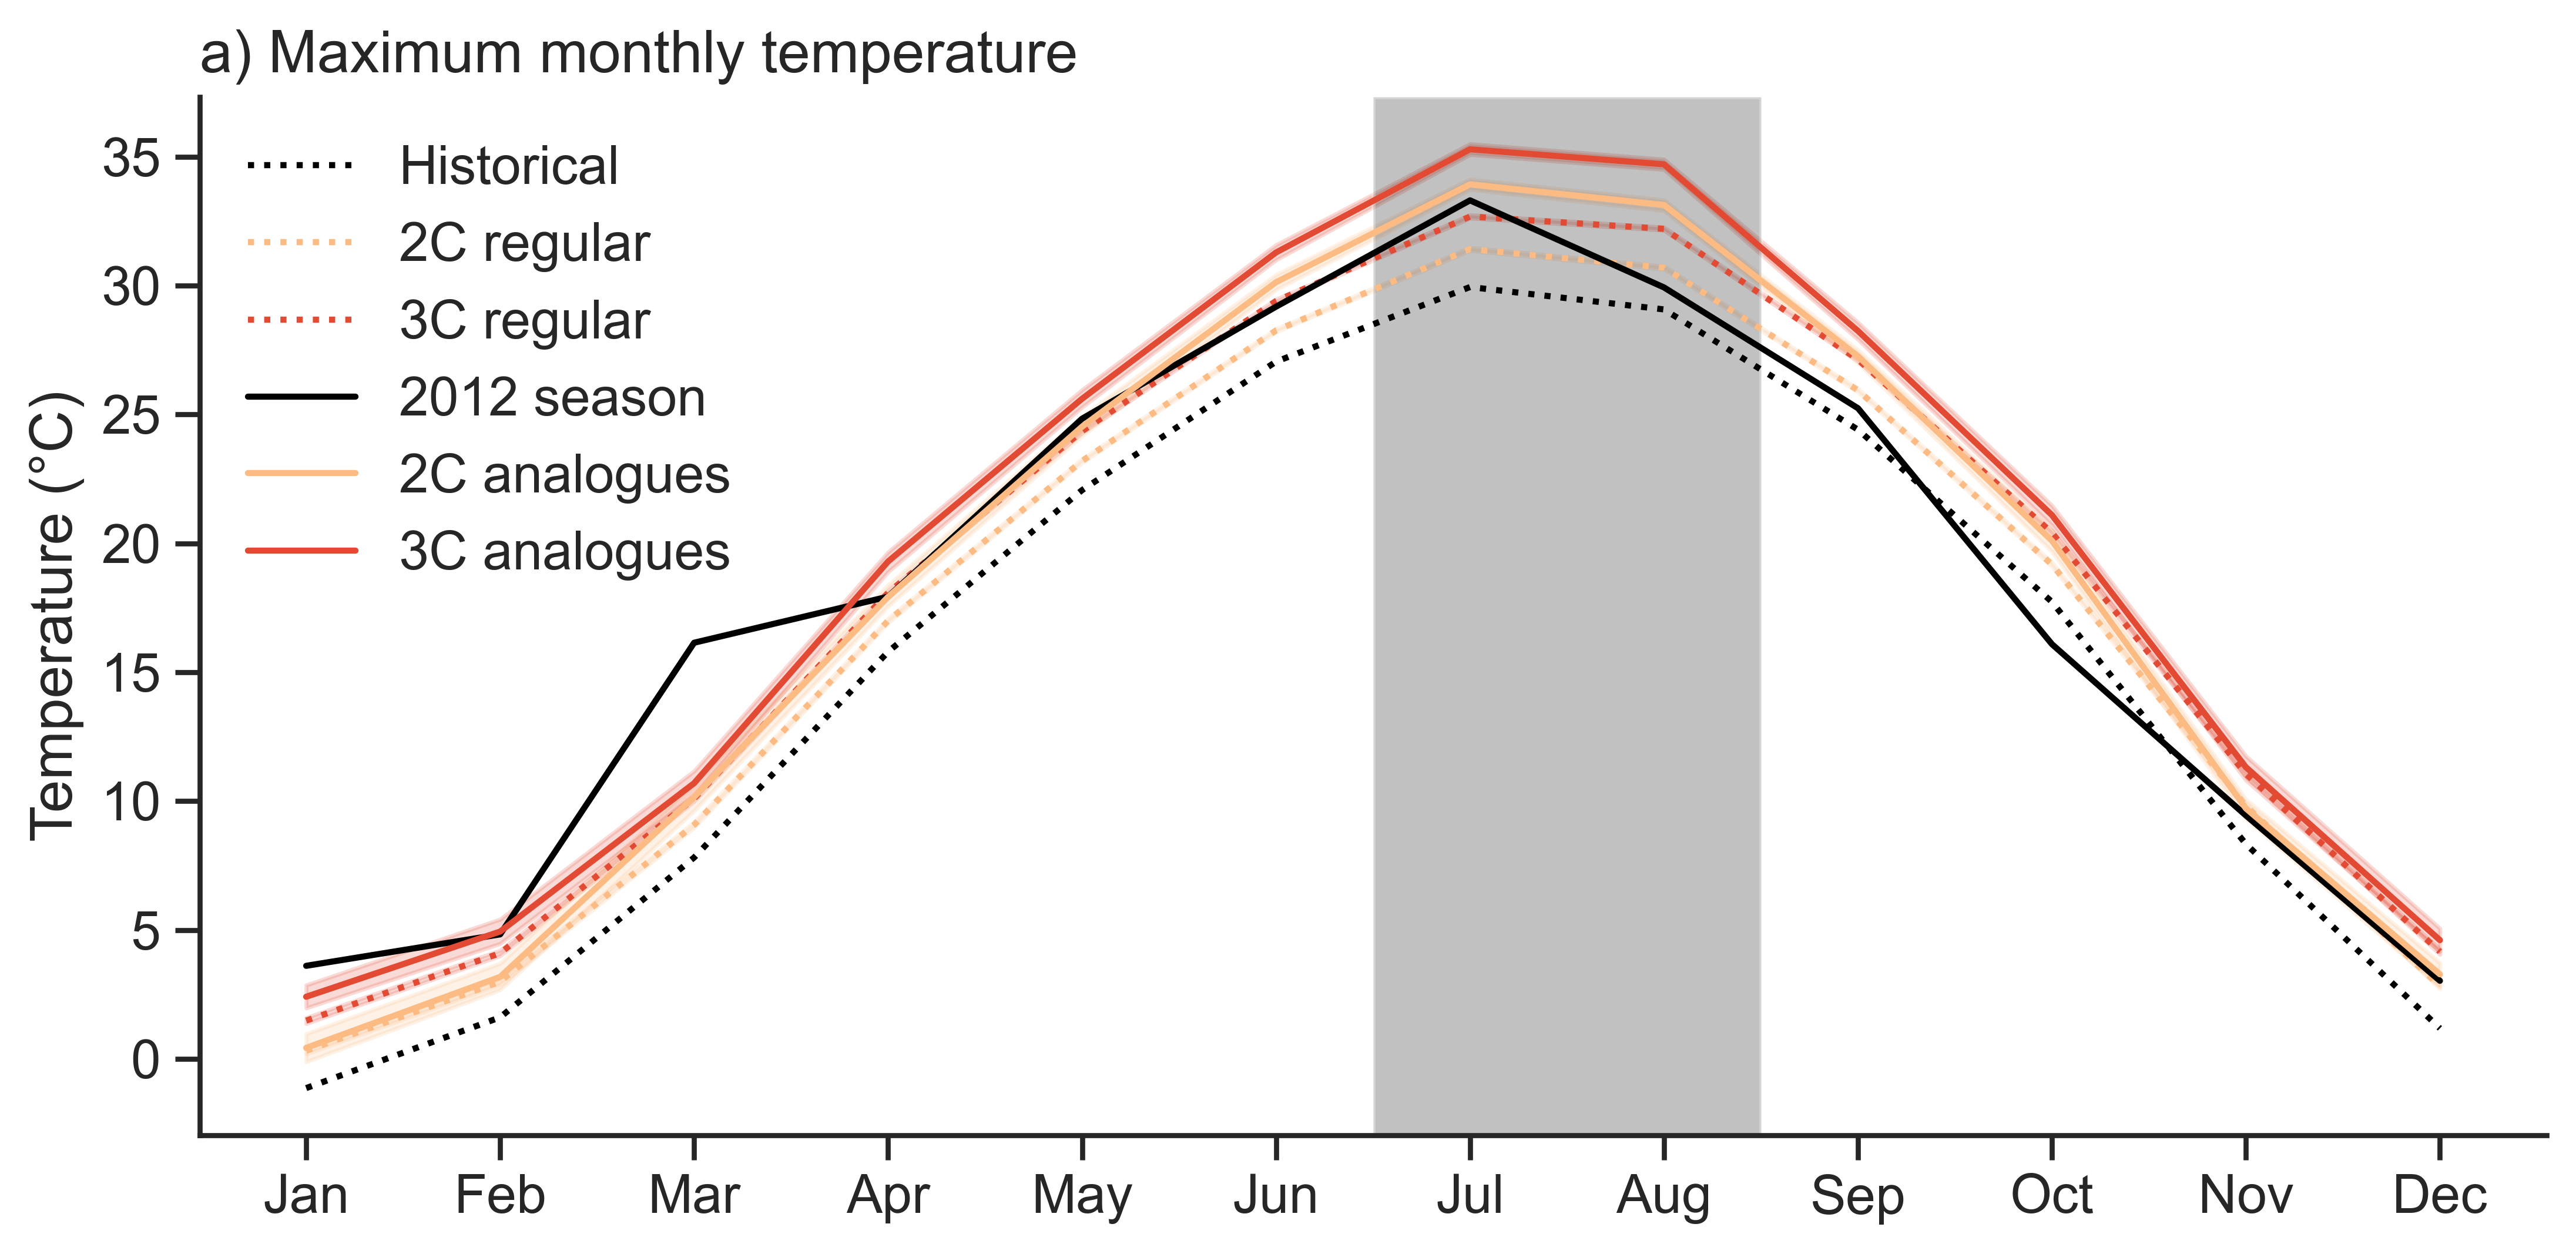 a) Maximum monthly temperature
Historical
2C regular
3C regular
2012 season
2C analogues
3C analogues
Temperature (°C)
35
30
25
20
15
10
5
0
Jan Feb Mar Apr May Jun Jul Aug Sep Oct Nov Dec